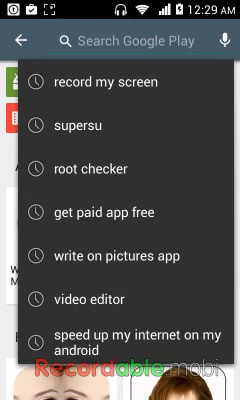 12:29 AM
Search Google Play
record my screen
supersu
root checker
get paid app free
write on pictures app
video editor
speed up my internet on my
android
Recordable.mobi